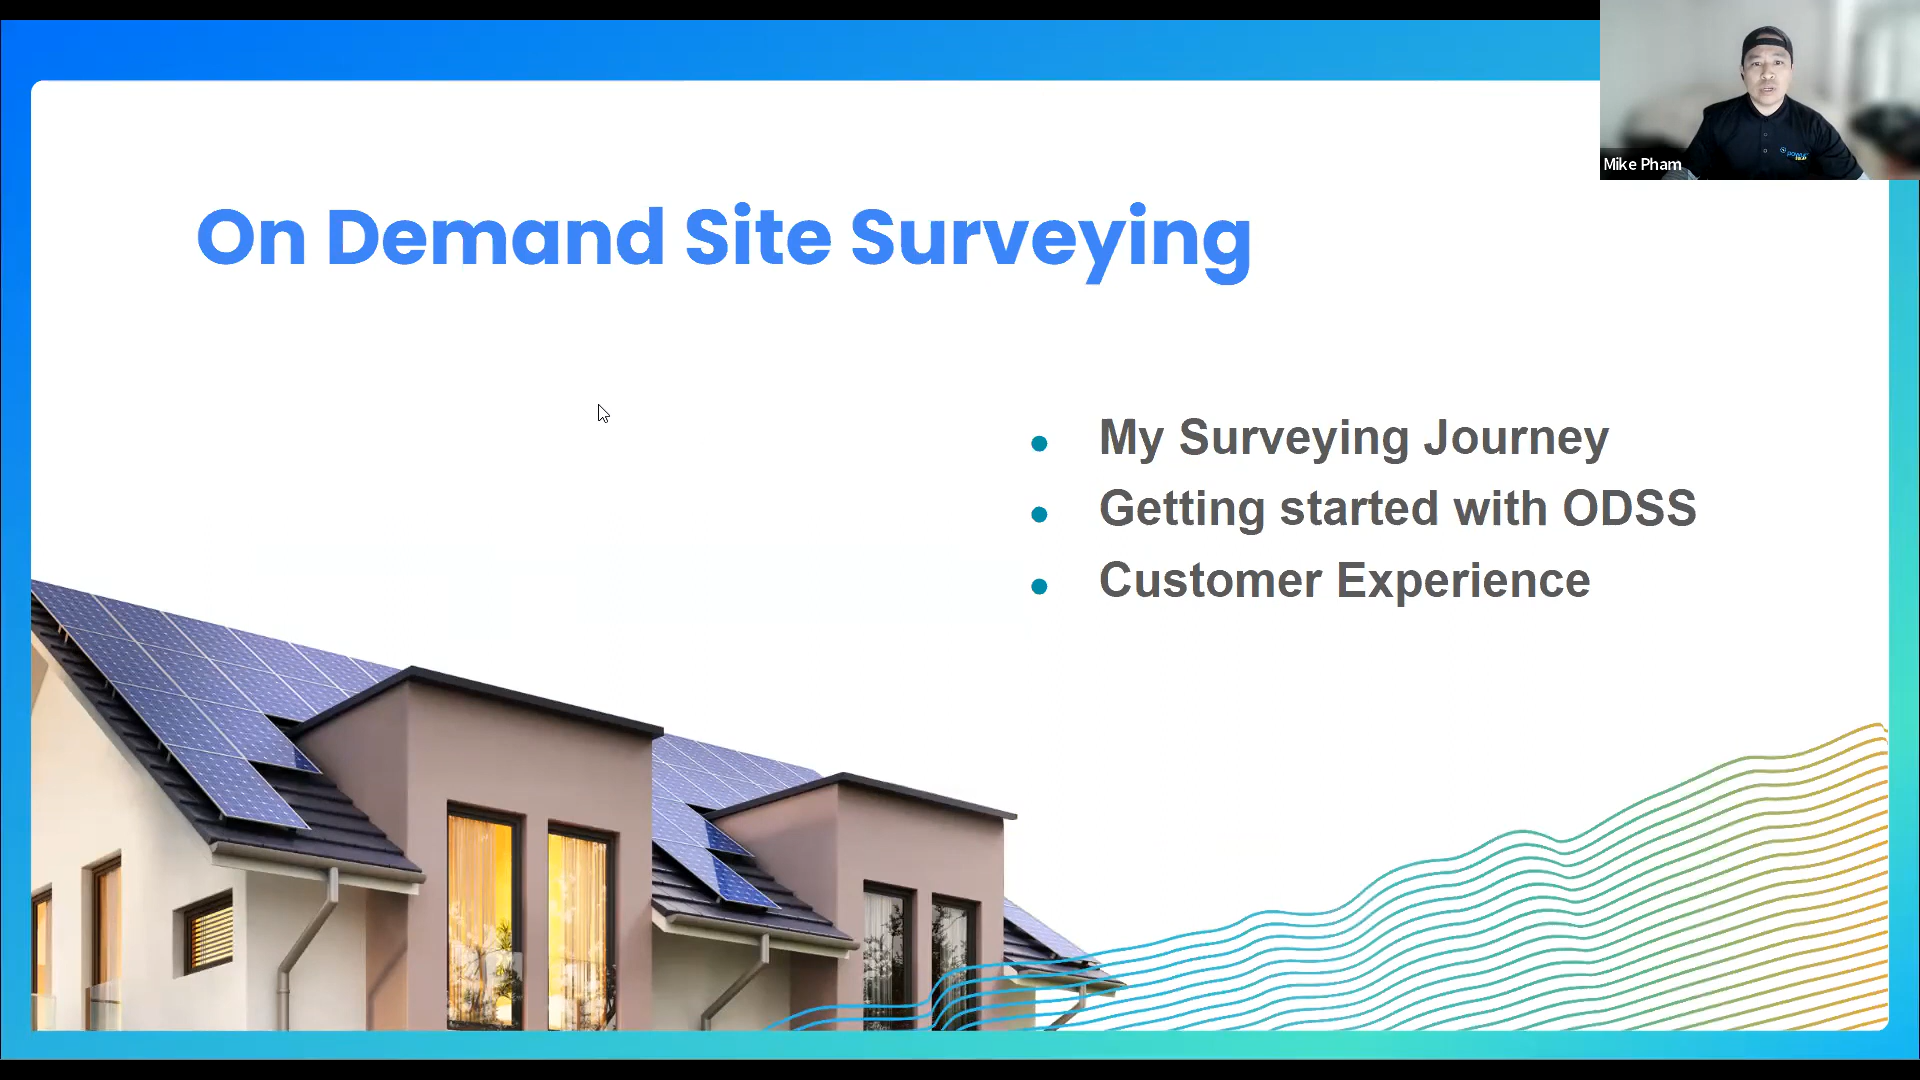 On Demand Site Surveying
Mike Pham
My Surveying Journey
Getting started with ODSS
Customer Experience